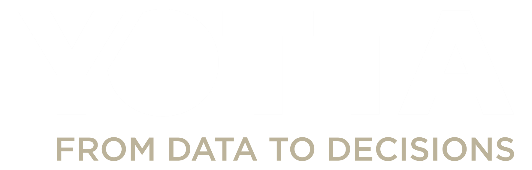 FROM DATA TO DECISIONS